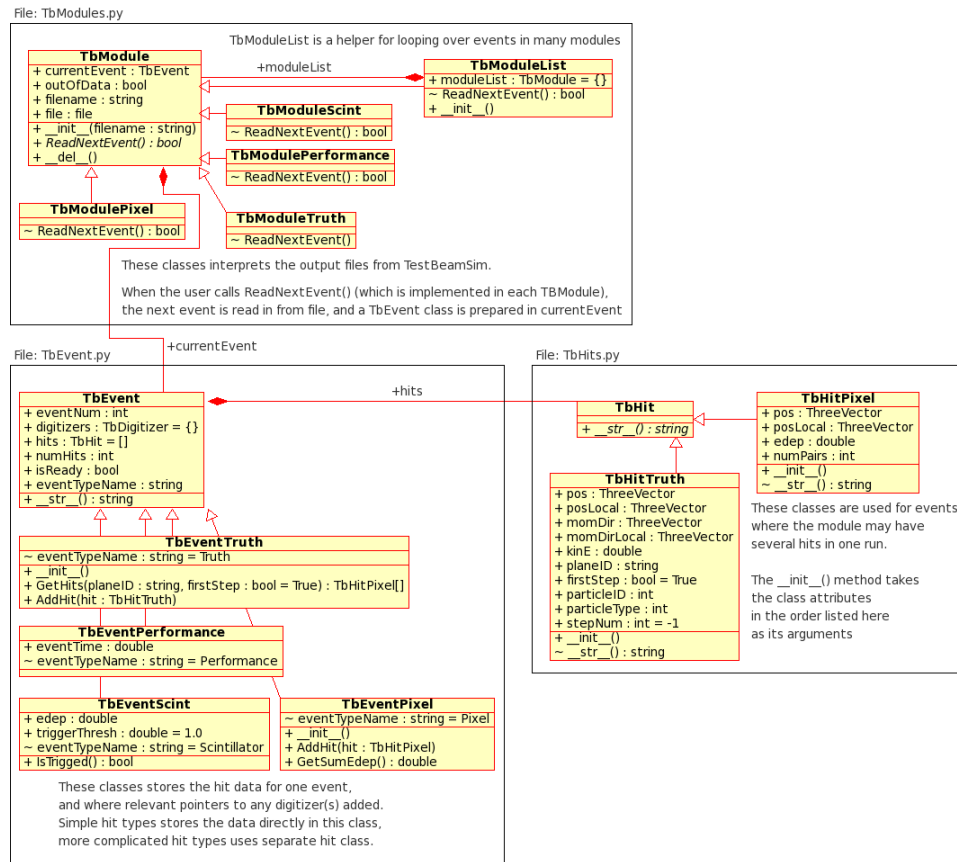 File: TbModules.py
TbModuleList is a helper for looping over events in many modules
TbModule
+ currentEvent : TbEvent
+ outOfData : bool
+ filename : string
+ file : file
+ __init__(filename : string)
+ ReadNextEvent() : bool
+ __del__()
+moduleList
TbModuleList
+ moduleList : TbModule = {}
~ ReadNextEvent() : bool
+ __init__()
TbModuleScint
~ ReadNextEvent() : bool
TbModulePerformance
~ ReadNextEvent() : bool
TbModulePixel
~ ReadNextEvent() : bool
TbModuleTruth
~ ReadNextEvent()
These classes interprets the output files from TestBeamSim.
When the user calls ReadNextEvent() (which is implemented in each TBModule),
the next event is read in from file, and a TbEvent class is prepared in currentEvent
+currentEvent
File: TbEvent.py
TbEvent
+ eventNum : int
+ digitizers : TbDigitizer = {}
+ hits : TbHit = []
+ numHits : int
+ isReady : bool
+ eventTypeName : string
+ __str__() : string
+hits
TbEventTruth
~ eventTypeName : string = Truth
+ __init__()
+ GetHits(planeID : string, firstStep : bool = True) : TbHitPixel[]
+ AddHit(hit : TbHitTruth)
TbEventPerformance
+ eventTime : double
~ eventTypeName : string = Performance
TbEventScint
+ edep : double
+ triggerThresh : double = 1.0
~ eventTypeName : string = Scintillator
+ IsTrigged() : bool
TbEventPixel
~ eventTypeName : string = Pixel
+ __init__()
+ AddHit(hit : TbHitPixel)
+ GetSumEdep() : double
These classes stores the hit data for one event,
and where relevant pointers to any digitizer(s) added.
Simple hit types stores the data directly in this class,
more complicated hit types uses separate hit class.
File: TbHits.py
TbHit
+ __str__() : string
TbHitPixel
+ pos : ThreeVector
+ posLocal : ThreeVector
+ edep : double
+ numPairs : int
+ __init__()
~ __str__() : string
TbHitTruth
+ pos : ThreeVector
+ posLocal : ThreeVector
+ momDir : ThreeVector
+ momDirLocal : ThreeVector
+ kinE : double
+ planeID : string
+ firstStep : bool = True
+ particleID : int
+ particleType : int
+ stepNum : int = -1
+ __init__()
~ __str__() : string
These classes are used for events
where the module may have
several hits in one run.
The __init__() method takes
the class attributes
in the order listed here
as its arguments